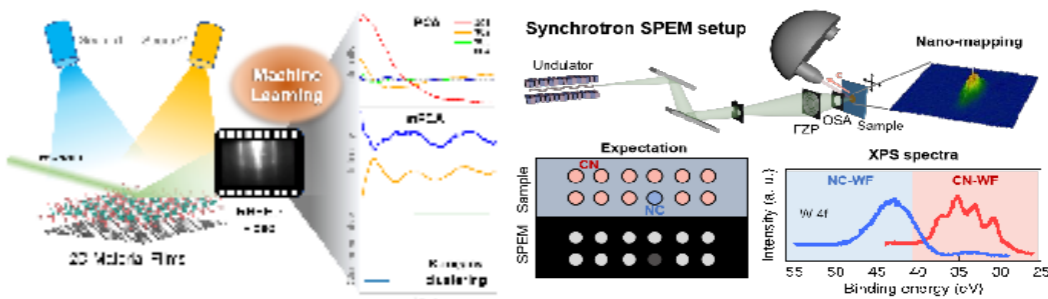 PCA
Machine
Learning
mPCA
2D Material Films
K-means
clustering
Synchrotron SPEM setup
Undulator
Nano-mapping
FZP
OSA
Sample
Expectation
Sample
CN
NC
SPEM
XPS spectra
Intensity (a. u.)
NC-WF
CN-WF
W 4f
55 50 45 40 35 30 25
Binding energy (eV)